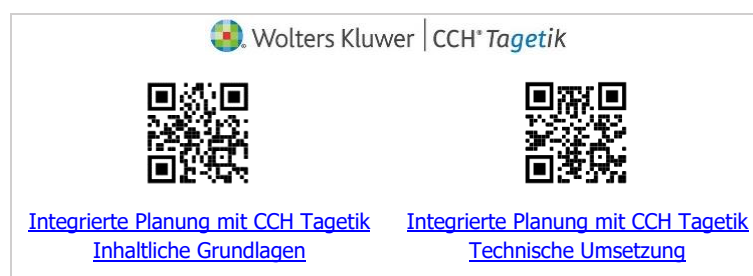 Wolters Kluwer | CCH® Tagetik
Integrierte Planung mit CCH Tagetik
Inhaltliche Grundlagen
Integrierte Planung mit CCH Tagetik
Technische Umsetzung